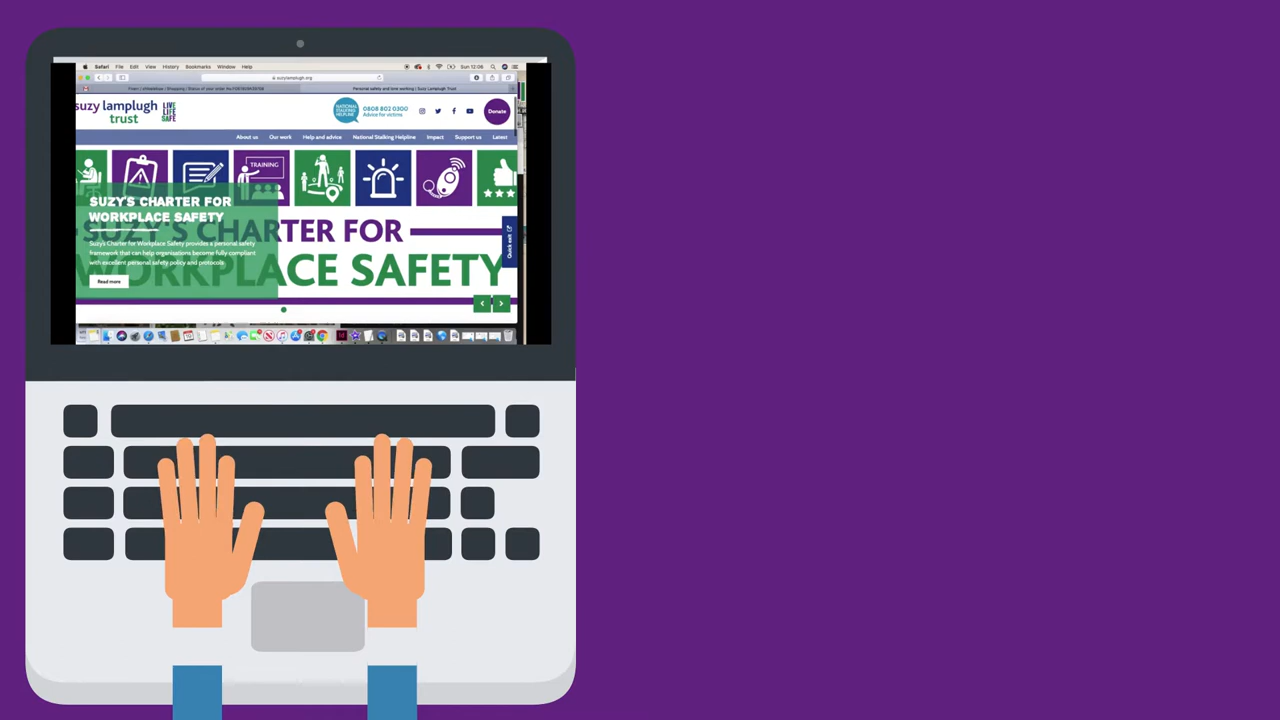 Safari File Edit View History Bookmarks Window Help
Sun 12:06
suzylamplugh.org
Personal safety and lone working | Suzy Lamplugh Trust
suzy lamplugh
trust
LIVE
LIFE
SAFE
NATIONAL
STALKING
HELPLINE
0808 802 0300
Advice for victims
Donate
About us Our work Help and advice National Stalking Helpline Impact Support us Latest
TRAINING
SUZY'S CHARTER FOR
WORKPLACE SAFETY
SUZY'S CHARTER FOR
WORKPLACE SAFETY
Suzy's Charter for Workplace Safety provides a personal safety
framework that can help organisations become fully compliant
with excellent personal safety policy and protocols
Read more
Quick exit